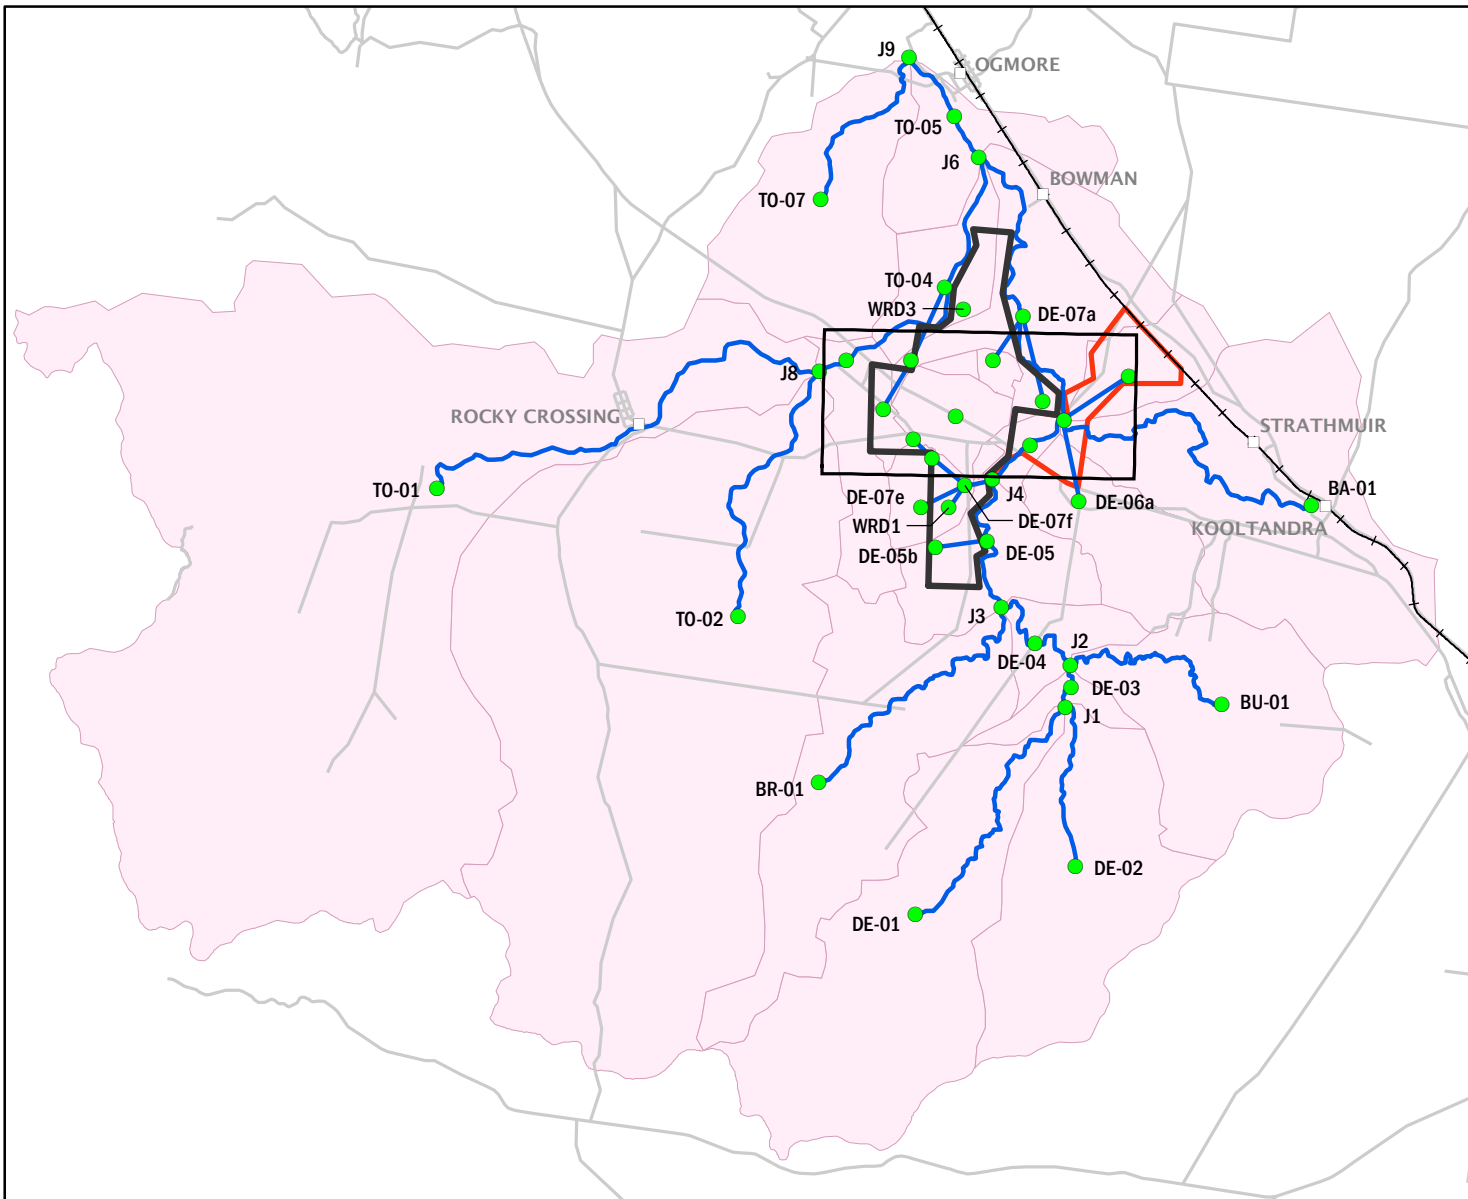 J9
OGMORE
TO-05
J6
BOWMAN
TO-07
TO-04
WRD3
DE-07a
J8
ROCKY CROSSING
STRATHMUIR
TO-01
DE-07e
J4
DE-06a
BA-01
WRD1
DE-07f
KOOLTANDRA
DE-05b
DE-05
TO-02
J3
J2
DE-04
DE-03
BU-01
J1
BR-01
DE-02
DE-01